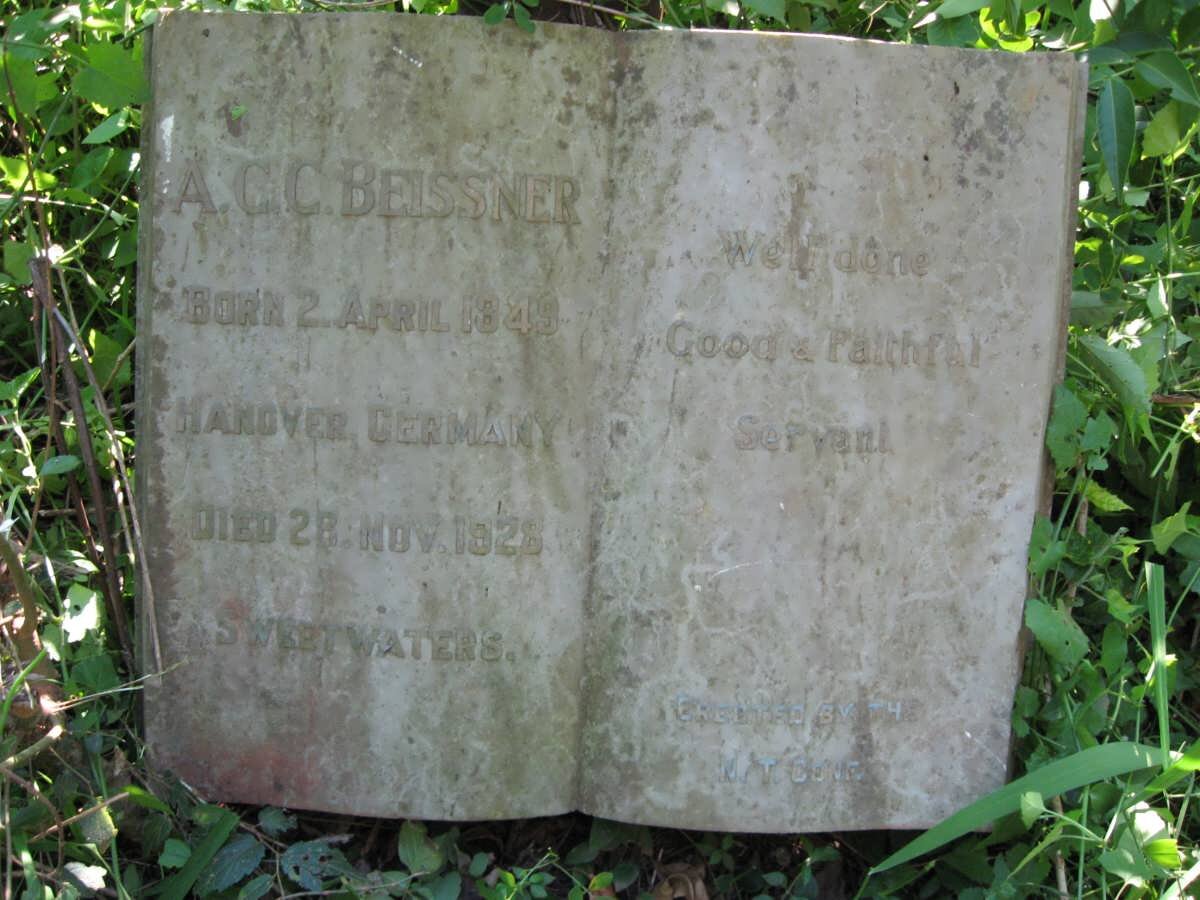 A. C. C. BEISSNER
BORN 2. APRIL 1849
HANOVER, GERMANY
DIED 28. NOV. 1928
SWEETWATERS.
Well done
Good & Faithful
Servant
ERECTED BY THE
N/T CONF.